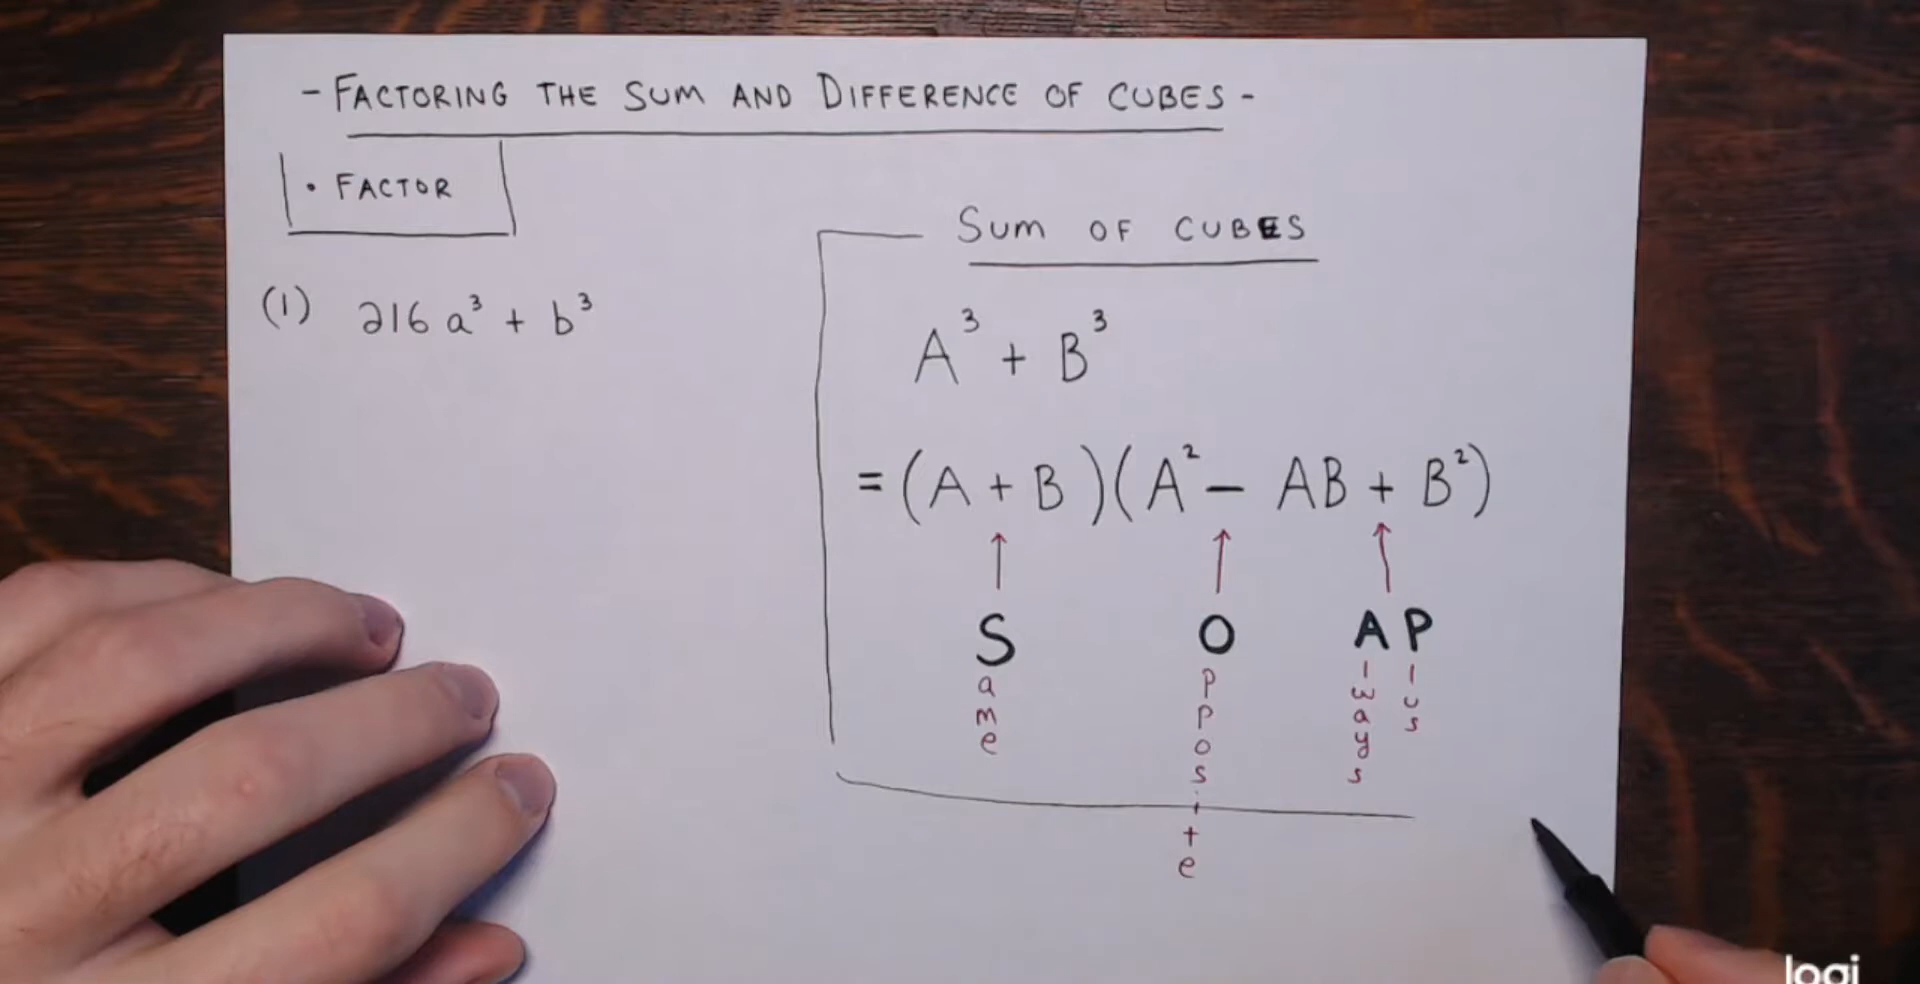 - FACTORING THE SUM AND DIFFERENCE OF CUBES -
• FACTOR
(1) 216 a³ + b³
SUM OF CUBES
A³ + B³
= (A + B)(A² - AB + B²)
Same Opposite Always Plus
logi